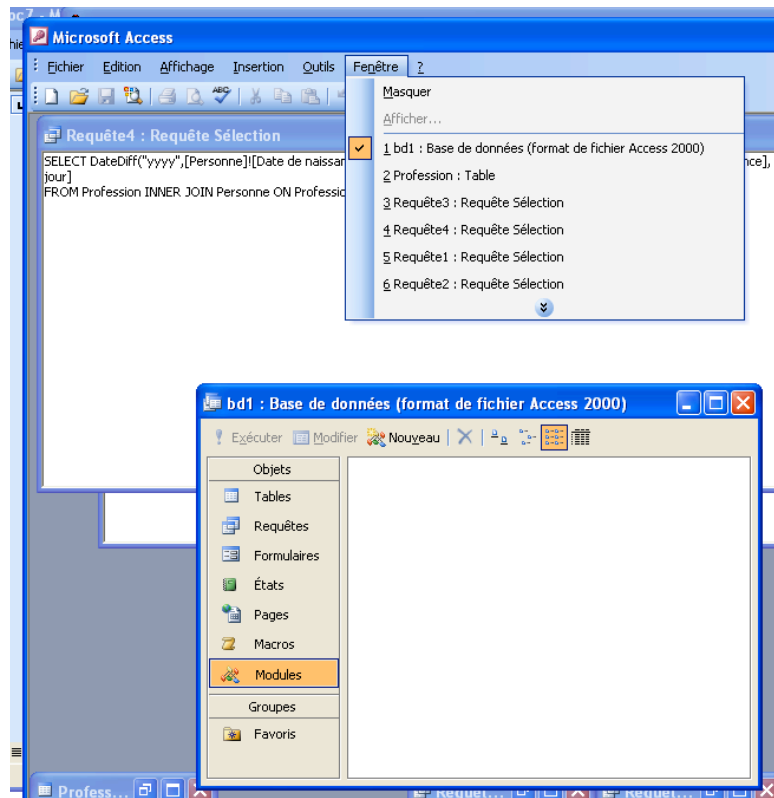 Microsoft Access
Fichier Edition Affichage Insertion Outils Fenêtre ?
Masquer
Afficher...
1 bd1 : Base de données (format de fichier Access 2000)
2 Profession : Table
3 Requête3 : Requête Sélection
4 Requête4 : Requête Sélection
5 Requête1 : Requête Sélection
6 Requête2 : Requête Sélection
Requête4 : Requête Sélection
SELECT DateDiff("yyyy",[Personne]![Date de naissan
jour]
FROM Profession INNER JOIN Personne ON Professio
bd1 : Base de données (format de fichier Access 2000)
Exécuter Modifier Nouveau
Objets
Tables
Requêtes
Formulaires
États
Pages
Macros
Modules
Groupes
Favoris
Profess... Requêt... Requêt...